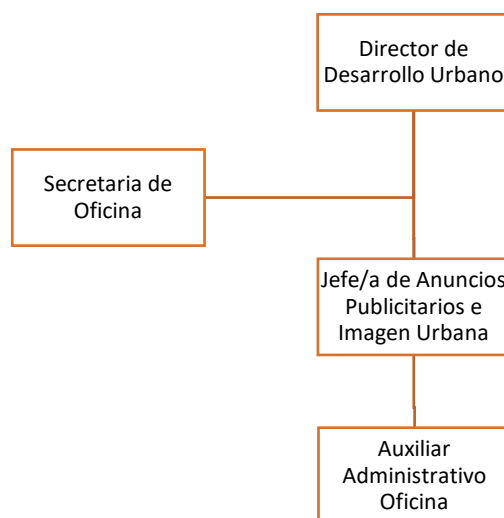 Director de
Desarrollo Urbano
Secretaria de
Oficina
Jefe/a de Anuncios
Publicitarios e
Imagen Urbana
Auxiliar
Administrativo
Oficina